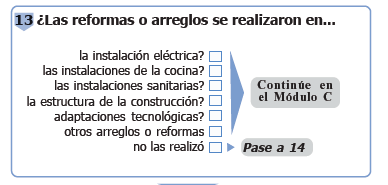 13 ¿Las reformas o arreglos se realizaron en...
la instalación eléctrica?
las instalaciones de la cocina?
las instalaciones sanitarias?
la estructura de la construcción?
adaptaciones tecnológicas?
otros arreglos o reformas
no las realizó
Continúe en
el Módulo C
Pase a 14